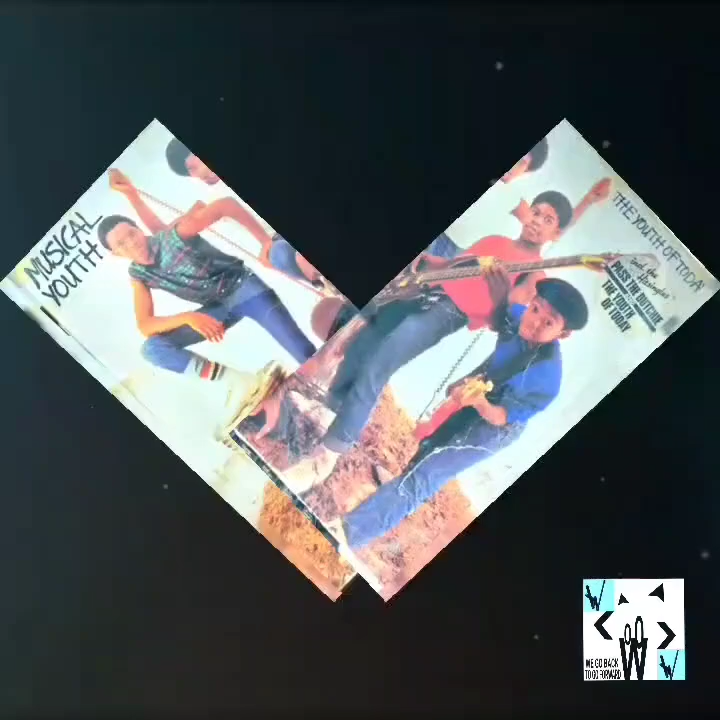 MUSICAL
YOUTH
THE YOUTH OF TODAY
PASS THE DUTCHIE
THE YOUTH
OF TODAY
WE GO BACK
TO GO FORWARD